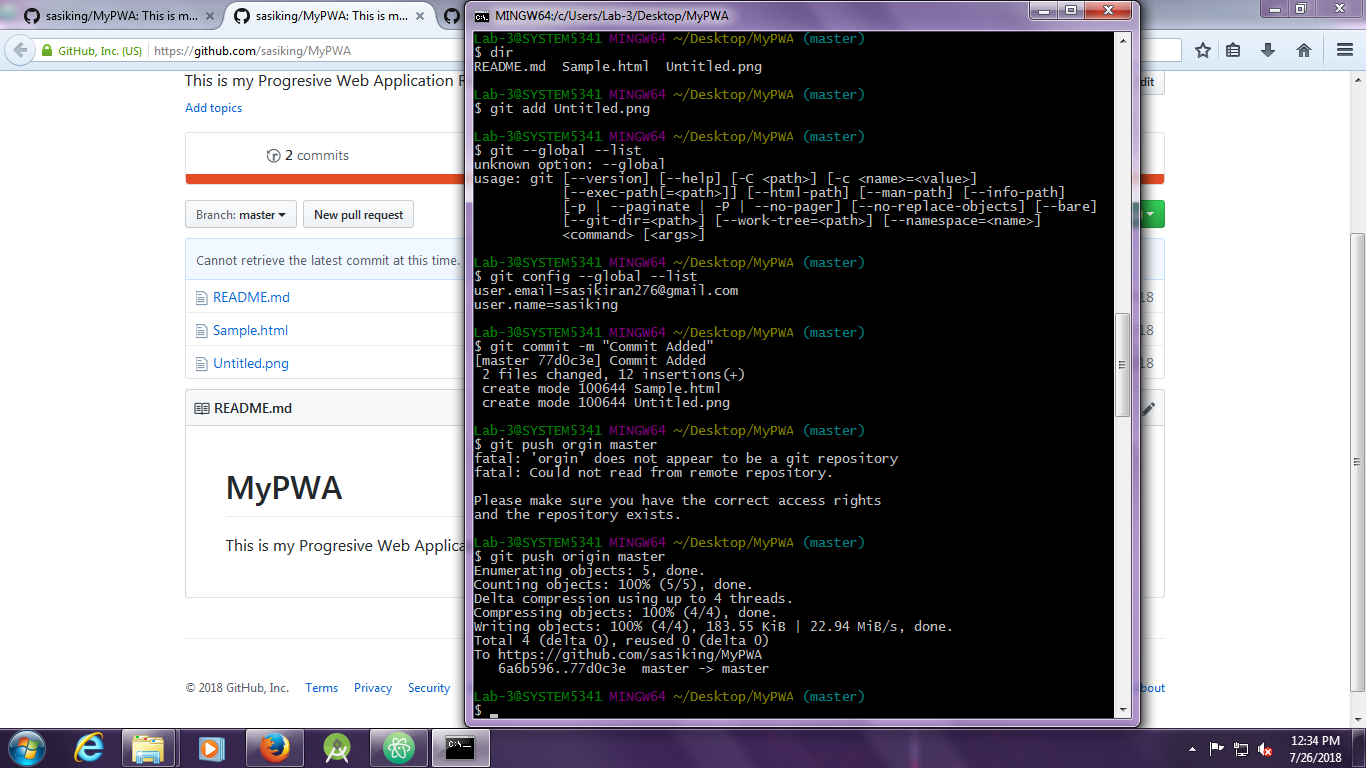 sasiking/MyPWA: This is m...
sasiking/MyPWA: This is m...
GitHub, Inc. (US)
https://github.com/sasiking/MyPWA
This is my Progresive Web Application R
Add topics
2 commits
Branch: master
New pull request
Cannot retrieve the latest commit at this time.
README.md
18
Sample.html
18
Untitled.png
18
README.md
MyPWA
This is my Progresive Web Applica
© 2018 GitHub, Inc.
Terms
Privacy
Security
MINGW64:/c/Users/Lab-3/Desktop/MyPWA
Lab-3@SYSTEM5341 MINGW64 ~/Desktop/MyPWA (master)
$ dir
README.md  Sample.html  Untitled.png
Lab-3@SYSTEM5341 MINGW64 ~/Desktop/MyPWA (master)
$ git add Untitled.png
Lab-3@SYSTEM5341 MINGW64 ~/Desktop/MyPWA (master)
$ git --global --list
unknown option: --global
usage: git [--version] [--help] [-C <path>] [-c <name>=<value>]
[--exec-path[=<path>]] [--html-path] [--man-path] [--info-path]
[-p | --paginate | -P | --no-pager] [--no-replace-objects] [--bare]
[--git-dir=<path>] [--work-tree=<path>] [--namespace=<name>]
<command> [<args>]
Lab-3@SYSTEM5341 MINGW64 ~/Desktop/MyPWA (master)
$ git config --global --list
user.email=sasikiran276@gmail.com
user.name=sasiking
Lab-3@SYSTEM5341 MINGW64 ~/Desktop/MyPWA (master)
$ git commit -m "Commit Added"
[master 77d0c3e] Commit Added
2 files changed, 12 insertions(+)
create mode 100644 Sample.html
create mode 100644 Untitled.png
Lab-3@SYSTEM5341 MINGW64 ~/Desktop/MyPWA (master)
$ git push orgin master
fatal: 'orgin' does not appear to be a git repository
fatal: Could not read from remote repository.
Please make sure you have the correct access rights
and the repository exists.
Lab-3@SYSTEM5341 MINGW64 ~/Desktop/MyPWA (master)
$ git push origin master
Enumerating objects: 5, done.
Counting objects: 100% (5/5), done.
Delta compression using up to 4 threads.
Compressing objects: 100% (4/4), done.
Writing objects: 100% (4/4), 183.55 KiB | 22.94 MiB/s, done.
Total 4 (delta 0), reused 0 (delta 0)
To https://github.com/sasiking/MyPWA
6a6b596..77d0c3e  master -> master
Lab-3@SYSTEM5341 MINGW64 ~/Desktop/MyPWA (master)
$
dit
bout
12:34 PM
7/26/2018